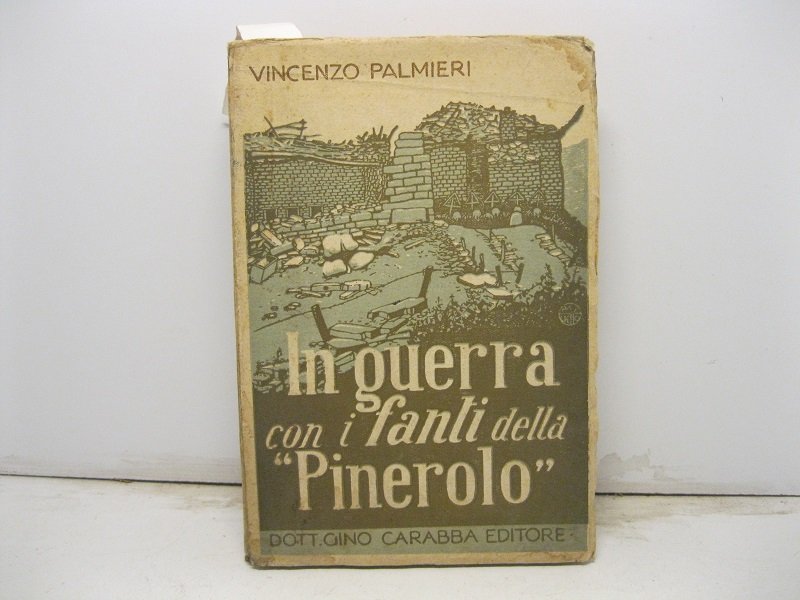 VINCENZO PALMIERI
In guerra
con i fanti della
"Pinerolo"
DOTT. GINO CARABBA EDITORE